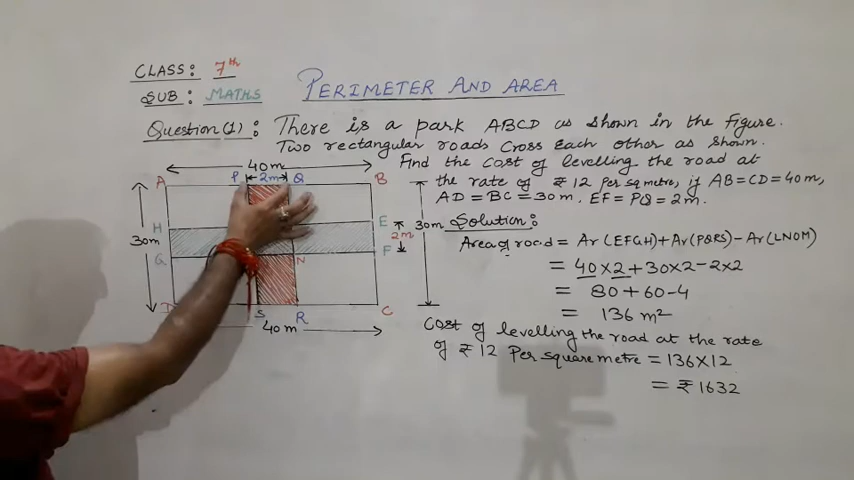 CLASS: 7th
SUB: MATHS
PERIMETER AND AREA
Question(1): There is a park ABCD as shown in the figure.
Two rectangular roads cross each other as shown.
Find the cost of levelling the road at
the rate of ₹ 12 Per sq metre, if AB=CD=40m,
AD=BC=30m. EF=PQ=2m.
40m
A P 2m Q B
H E
30m 2m 30m
G N F
D S R C
40 m
Solution:
Area of road = Ar(EFGH)+Ar(PQRS)-Ar(LNOM)
= 40×2+30×2-2×2
= 80+60-4
= 136 m²
Cost of levelling the road at the rate
of ₹ 12 Per square metre = 136×12
= ₹ 1632